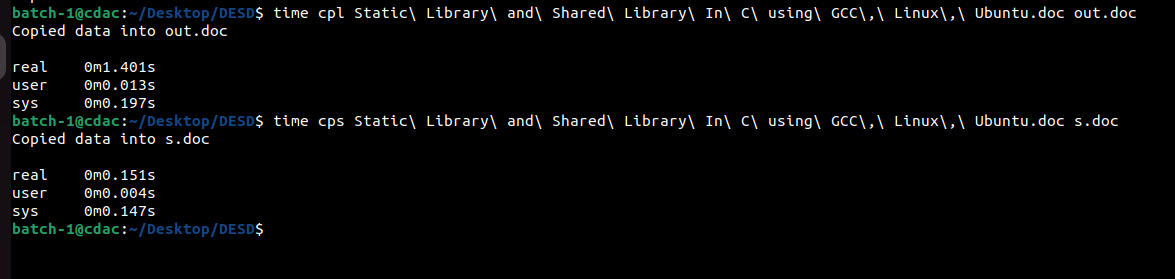 batch-1@cdac:~/Desktop/DESD$ time cpl Static\ Library\ and\ Shared\ Library\ In\ C\ using\ GCC\,\ Linux\,\ Ubuntu.doc out.doc
Copied data into out.doc
real 0m1.401s
user 0m0.013s
sys 0m0.197s
batch-1@cdac:~/Desktop/DESD$ time cps Static\ Library\ and\ Shared\ Library\ In\ C\ using\ GCC\,\ Linux\,\ Ubuntu.doc s.doc
Copied data into s.doc
real 0m0.151s
user 0m0.004s
sys 0m0.147s
batch-1@cdac:~/Desktop/DESD$